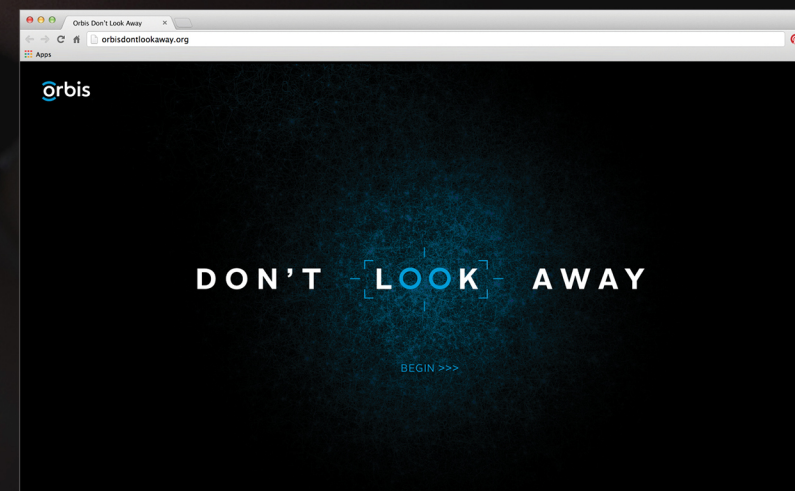 Orbis Don't Look Away
orbisdontlookaway.org
Apps
orbis
DON'T LOOK AWAY
BEGIN >>>